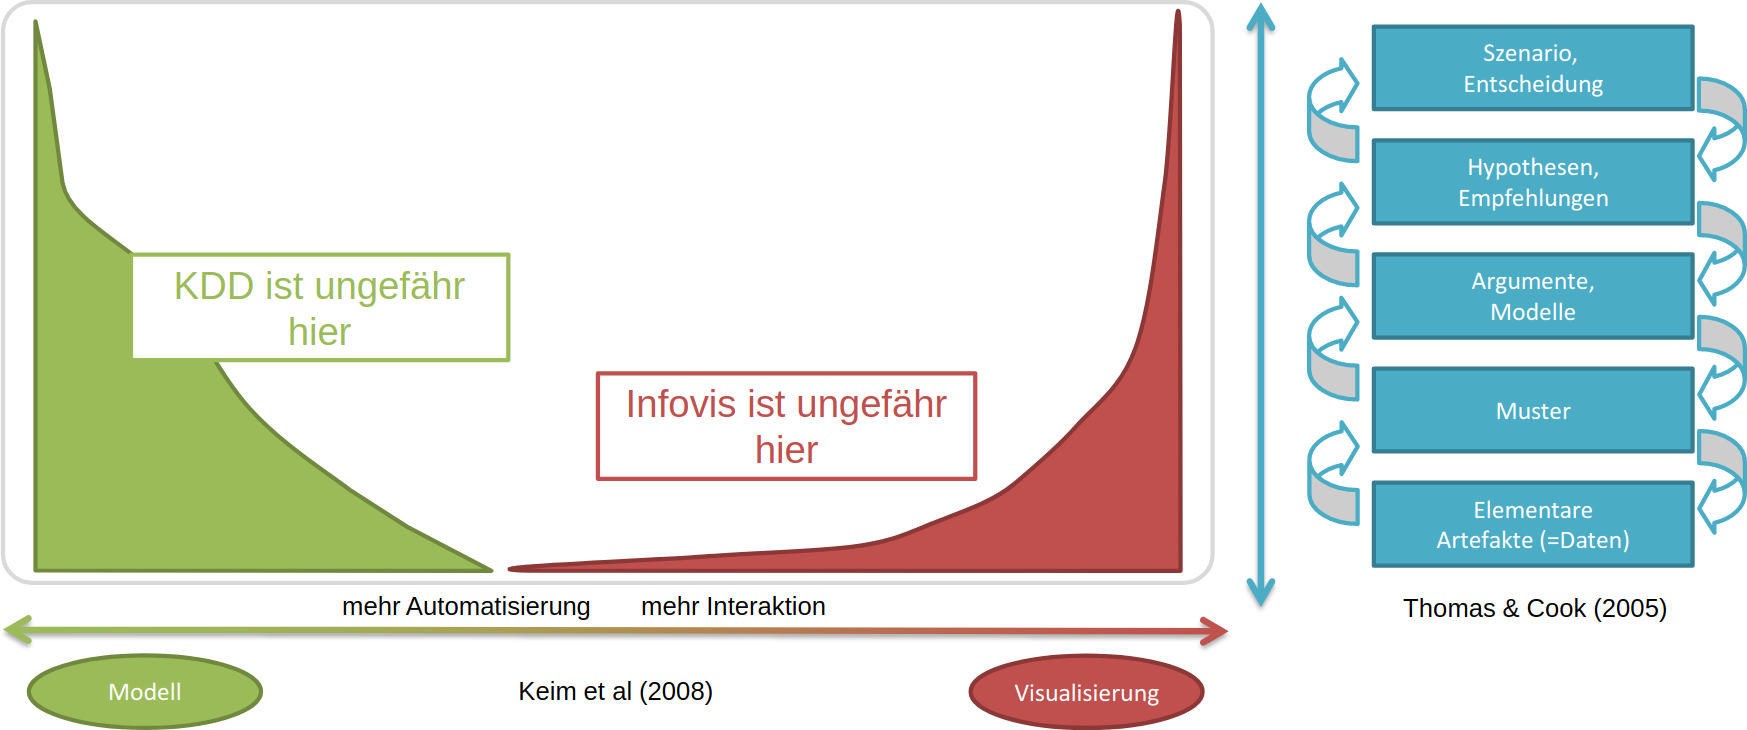 KDD ist ungefähr
hier
Infovis ist ungefähr
hier
mehr Automatisierung
mehr Interaktion
Modell
Keim et al (2008)
Visualisierung
Szenario,
Entscheidung
Hypothesen,
Empfehlungen
Argumente,
Modelle
Muster
Elementare
Artefakte (=Daten)
Thomas & Cook (2005)